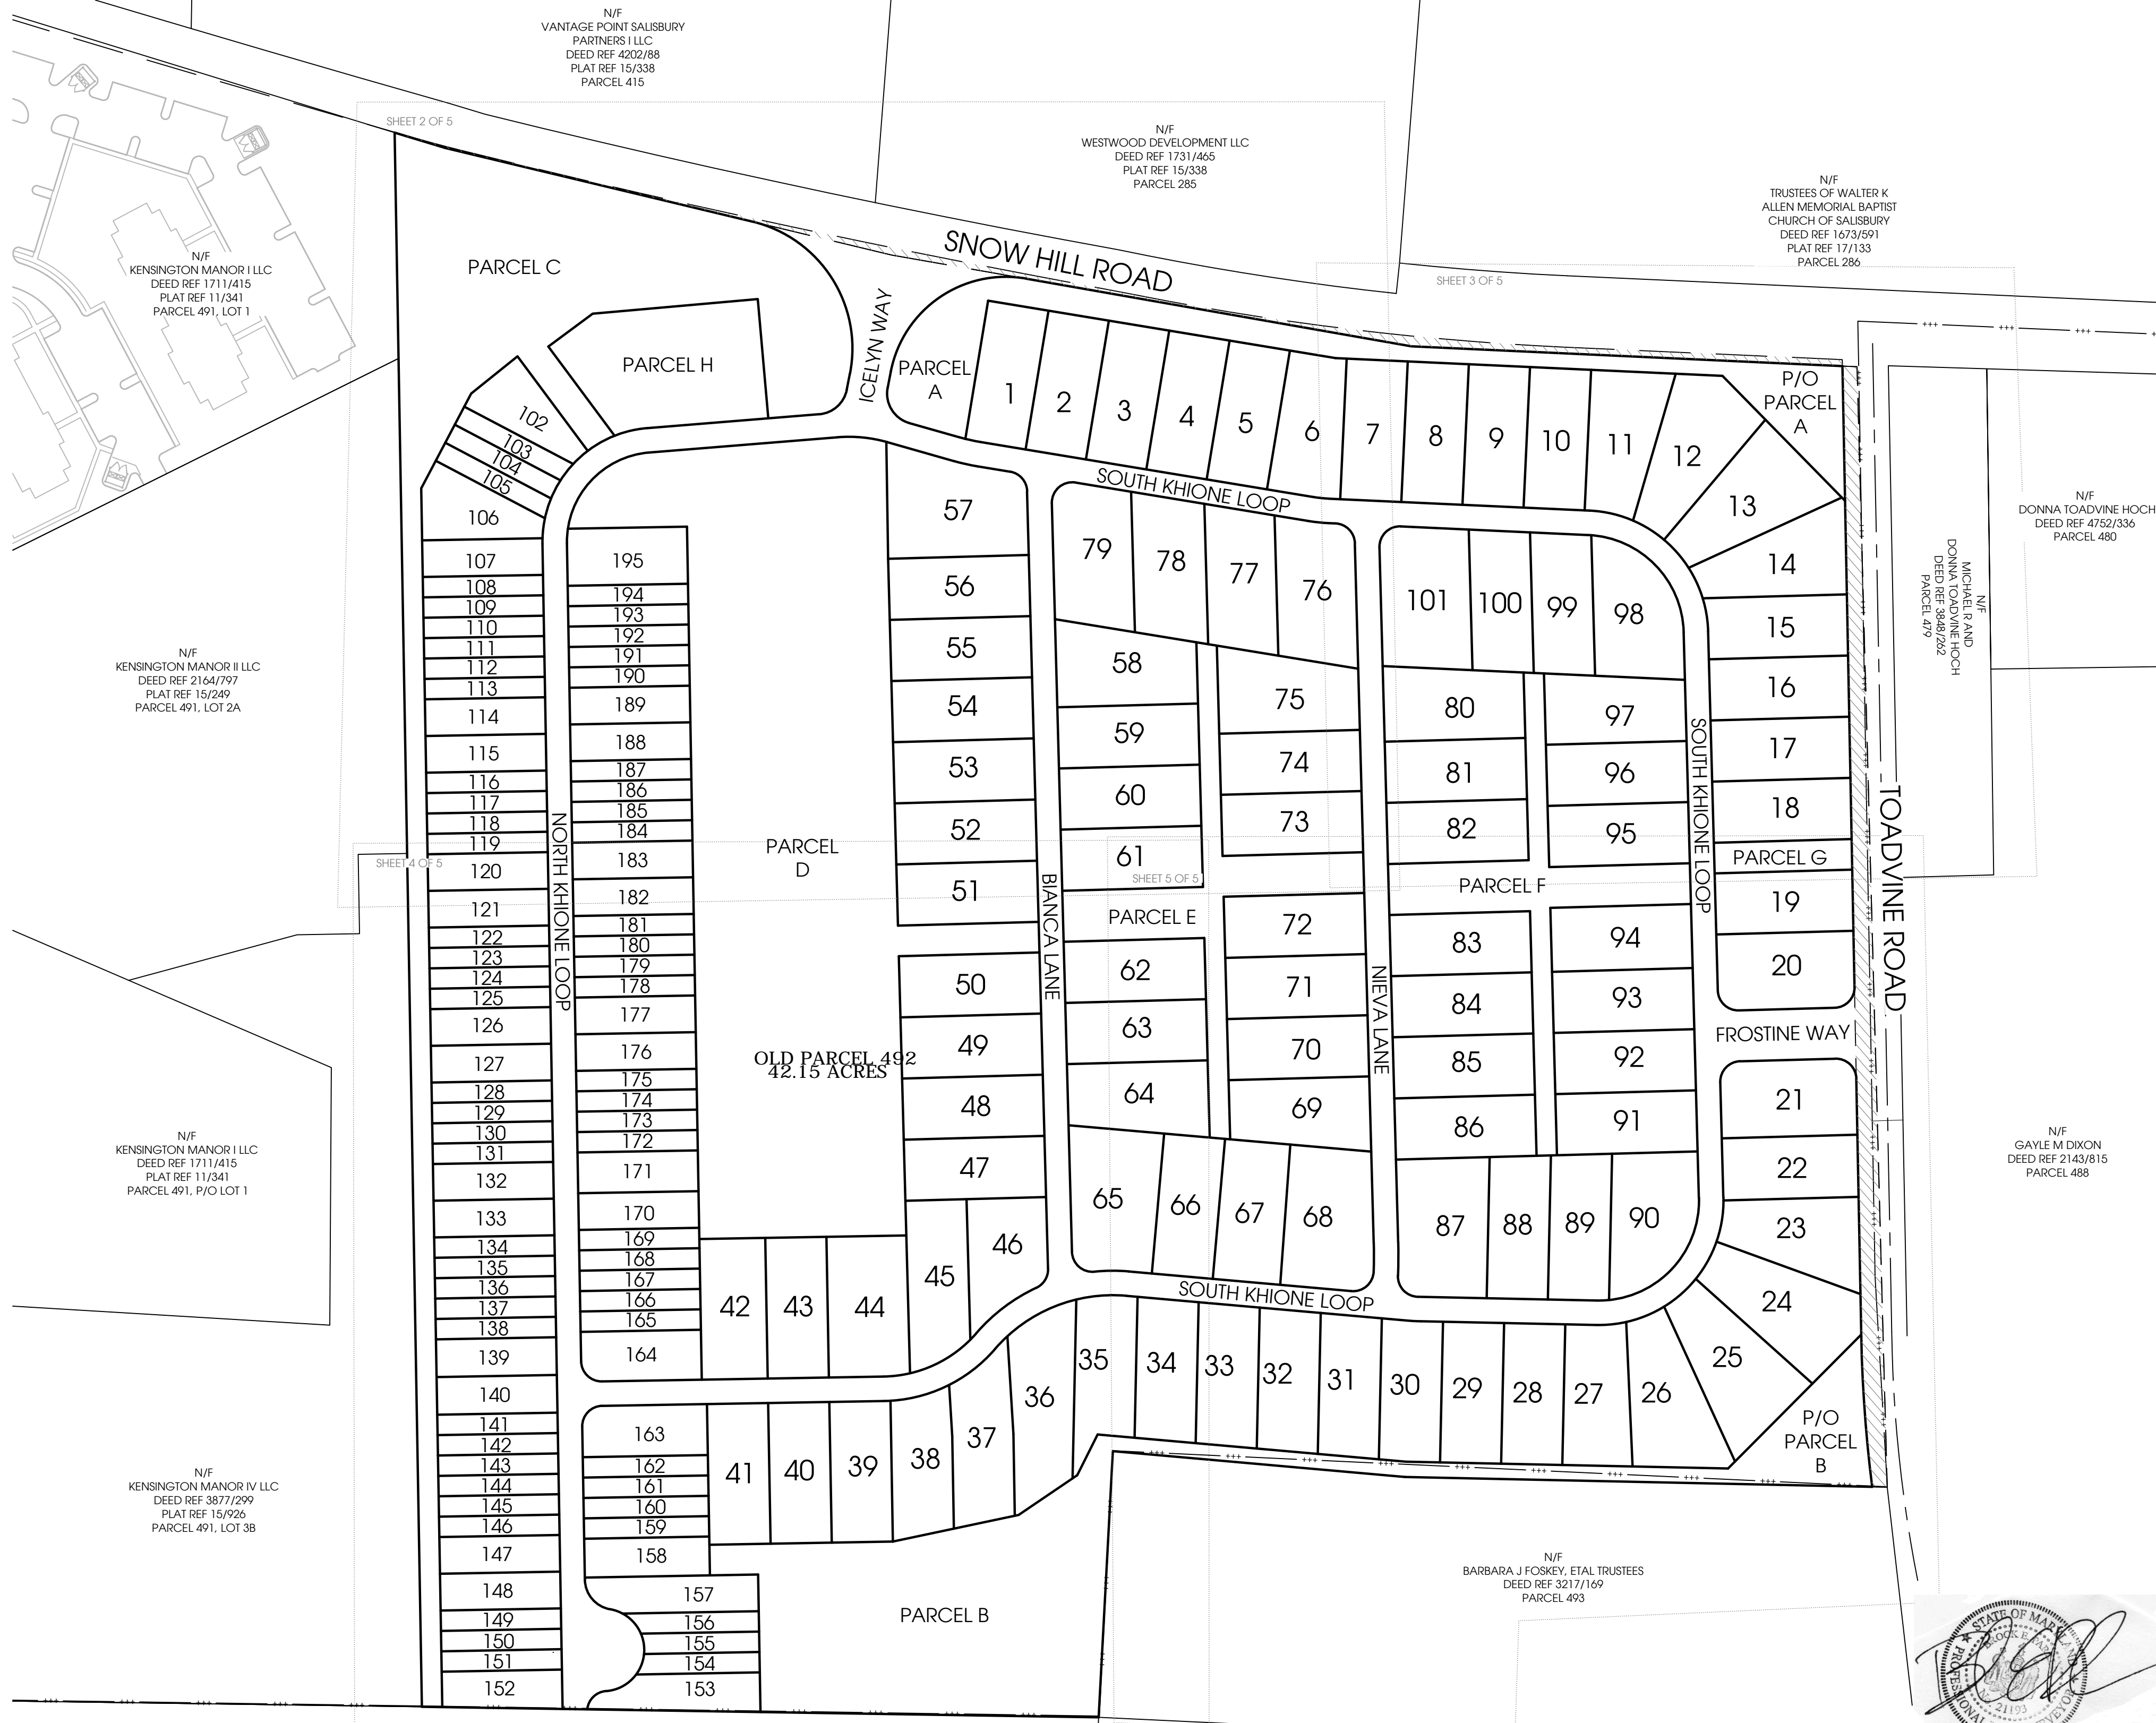 N/F
VANTAGE POINT SALISBURY
PARTNERS I LLC
DEED REF 4202/88
PLAT REF 15/338
PARCEL 415
SHEET 2 OF 5
N/F
WESTWOOD DEVELOPMENT LLC
DEED REF 1731/465
PLAT REF 15/338
PARCEL 285
N/F
TRUSTEES OF WALTER K
ALLEN MEMORIAL BAPTIST
CHURCH OF SALISBURY
DEED REF 1673/591
PLAT REF 17/133
PARCEL 286
SNOW HILL ROAD
SHEET 3 OF 5
N/F
KENSINGTON MANOR I LLC
DEED REF 1711/415
PLAT REF 11/341
PARCEL 491, LOT 1
PARCEL C
PARCEL H
ICELYN WAY
PARCEL
A
1
2
3
4
5
6
7
8
9
10
11
12
13
P/O
PARCEL
A
14
15
16
17
18
PARCEL G
19
20
FROSTINE WAY
21
22
23
24
25
P/O
PARCEL
B
SOUTH KHIONE LOOP
SOUTH KHIONE LOOP
TOADVINE ROAD
N/F
MICHAEL R AND
DONNA TOADVINE HOCH
DEED REF 3848/262
PARCEL 479
N/F
DONNA TOADVINE HOCH
DEED REF 4752/336
PARCEL 480
N/F
GAYLE M DIXON
DEED REF 2143/815
PARCEL 488
102
103
104
105
106
107
108
109
110
111
112
113
114
115
116
117
118
119
120
121
122
123
124
125
126
127
128
129
130
131
132
133
134
135
136
137
138
139
140
141
142
143
144
145
146
147
148
149
150
151
152
NORTH KHIONE LOOP
195
194
193
192
191
190
189
188
187
186
185
184
183
182
181
180
179
178
177
176
175
174
173
172
171
170
169
168
167
166
165
164
163
162
161
160
159
158
157
156
155
154
153
PARCEL
D
OLD PARCEL 492
42.15 ACRES
57
56
55
54
53
52
51
50
49
48
47
46
45
44
43
42
BIANCA LANE
79
78
77
76
58
59
60
61
SHEET 5 OF 5
PARCEL E
62
63
64
65
66
67
68
75
74
73
72
71
70
69
NIEVA LANE
101
100
99
98
80
81
82
PARCEL F
83
84
85
86
87
88
89
90
97
96
95
94
93
92
91
SOUTH KHIONE LOOP
41
40
39
38
37
36
35
34
33
32
31
30
29
28
27
26
PARCEL B
N/F
KENSINGTON MANOR II LLC
DEED REF 2164/797
PLAT REF 15/249
PARCEL 491, LOT 2A
SHEET 4 OF 5
N/F
KENSINGTON MANOR I LLC
DEED REF 1711/415
PLAT REF 11/341
PARCEL 491, P/O LOT 1
N/F
KENSINGTON MANOR IV LLC
DEED REF 3877/299
PLAT REF 15/926
PARCEL 491, LOT 3B
N/F
BARBARA J FOSKEY, ETAL TRUSTEES
DEED REF 3217/169
PARCEL 493
STATE OF
BROCK E.
21193